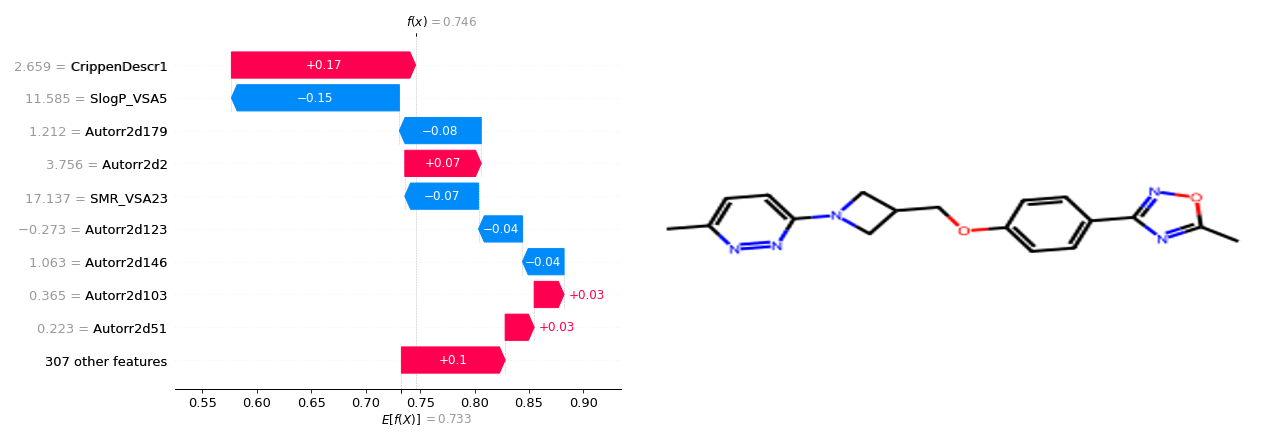 f(x) = 0.746
2.659 = CrippenDescr1 +0.17
11.585 = SlogP_VSA5 −0.15
1.212 = Autorr2d179 −0.08
3.756 = Autorr2d2 +0.07
17.137 = SMR_VSA23 −0.07
−0.273 = Autorr2d123 −0.04
1.063 = Autorr2d146 −0.04
0.365 = Autorr2d103 +0.03
0.223 = Autorr2d51 +0.03
307 other features +0.1
0.55 0.60 0.65 0.70 0.75 0.80 0.85 0.90
E[f(X)] = 0.733
N N N O N O N